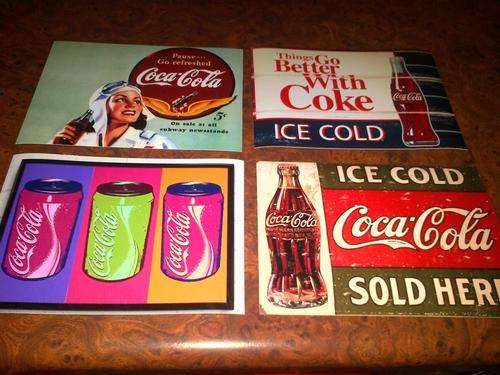 Pause...
Go refreshed
Coca-Cola
5¢
On sale at all
subway newsstands
Things Go
Better
With
Coke
Coca-Cola
ICE COLD
Coca-Cola
Coca-Cola
Coca-Cola
ICE COLD
Coca-Cola
Coca-Cola
SOLD HER